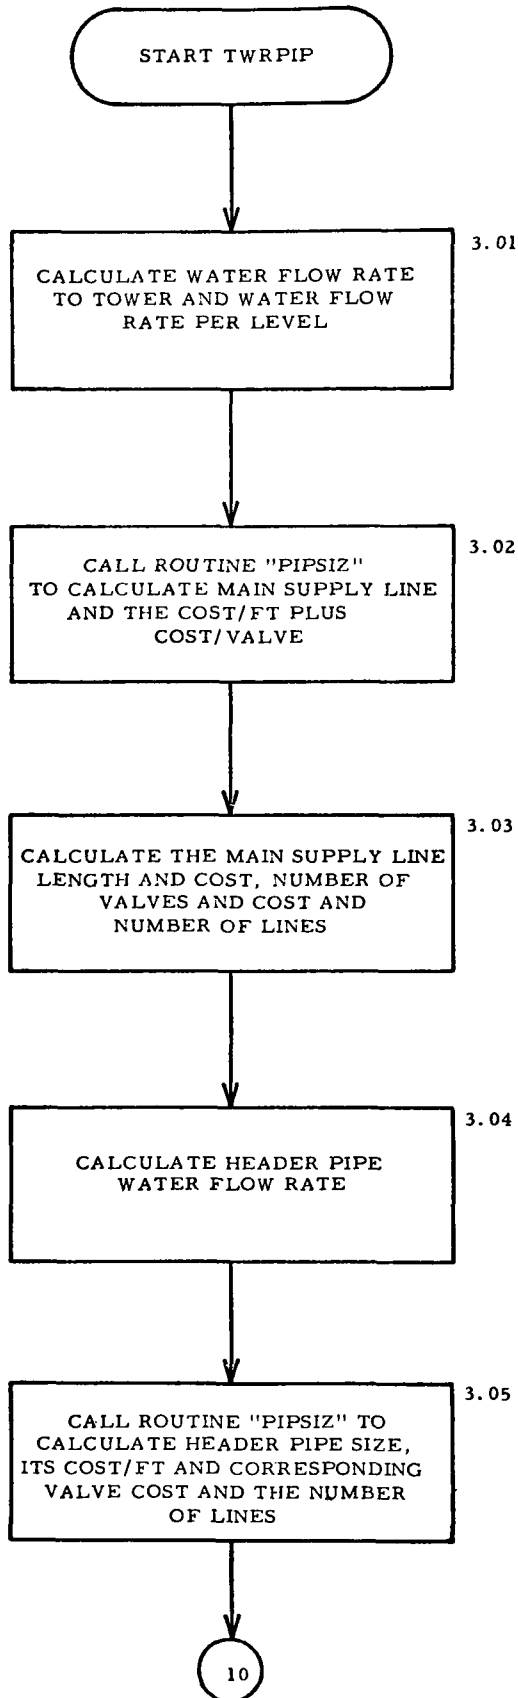 START TWRPIP
3.01
CALCULATE WATER FLOW RATE
TO TOWER AND WATER FLOW
RATE PER LEVEL
3.02
CALL ROUTINE "PIPSIZ"
TO CALCULATE MAIN SUPPLY LINE
AND THE COST/FT PLUS
COST/VALVE
3.03
CALCULATE THE MAIN SUPPLY LINE
LENGTH AND COST, NUMBER OF
VALVES AND COST AND
NUMBER OF LINES
3.04
CALCULATE HEADER PIPE
WATER FLOW RATE
3.05
CALL ROUTINE "PIPSIZ" TO
CALCULATE HEADER PIPE SIZE,
ITS COST/FT AND CORRESPONDING
VALVE COST AND THE NUMBER
OF LINES
10